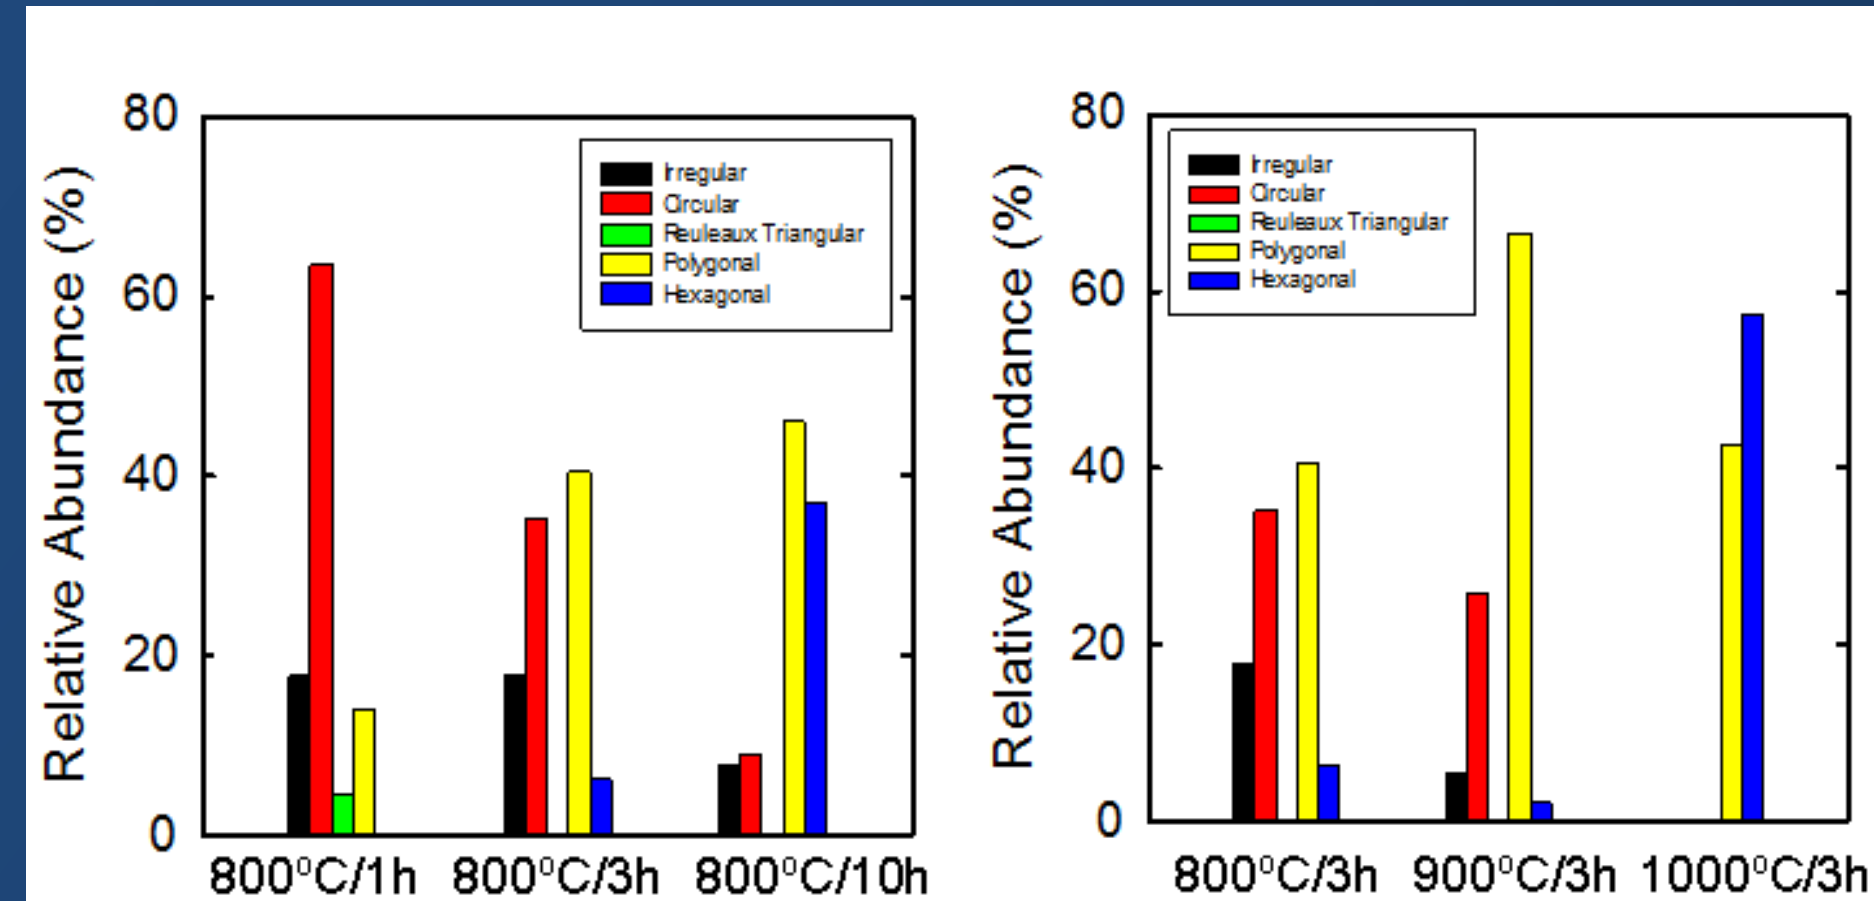 Relative Abundance (%)
80
60
40
20
0
Irregular
Circular
Reuleaux Triangular
Polygonal
Hexagonal
800°C/1h 800°C/3h 800°C/10h
Relative Abundance (%)
80
60
40
20
0
Irregular
Circular
Reuleaux Triangular
Polygonal
Hexagonal
800°C/3h 900°C/3h 1000°C/3h